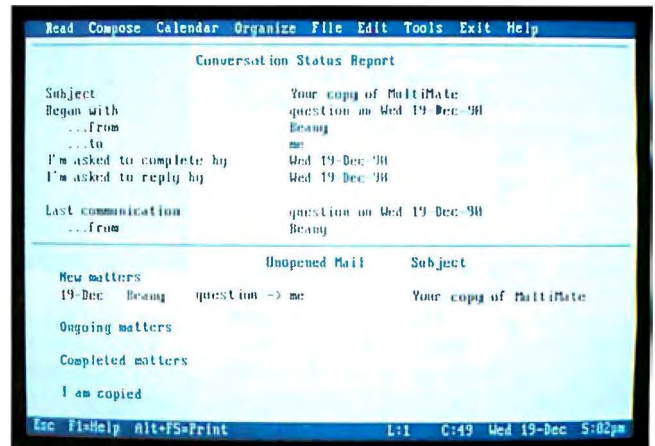 Read Compose Calendar Organize File Edit Tools Exit Help
Conversation Status Report
Subject Your copy of MultiMate
Began with question on Wed 19-Dec-90
...from
...to me
I'm asked to complete by Wed 19-Dec-90
I'm asked to reply by Wed 19-Dec-90
Last communication question on Wed 19-Dec-90
...from
Unopened Mail Subject
New matters
19-Dec question -> me Your copy of MultiMate
Ongoing matters
Completed matters
I am copied
Esc F1=Help Alt+F5=Print L:1 C:49 Wed 19-Dec 5:02pm